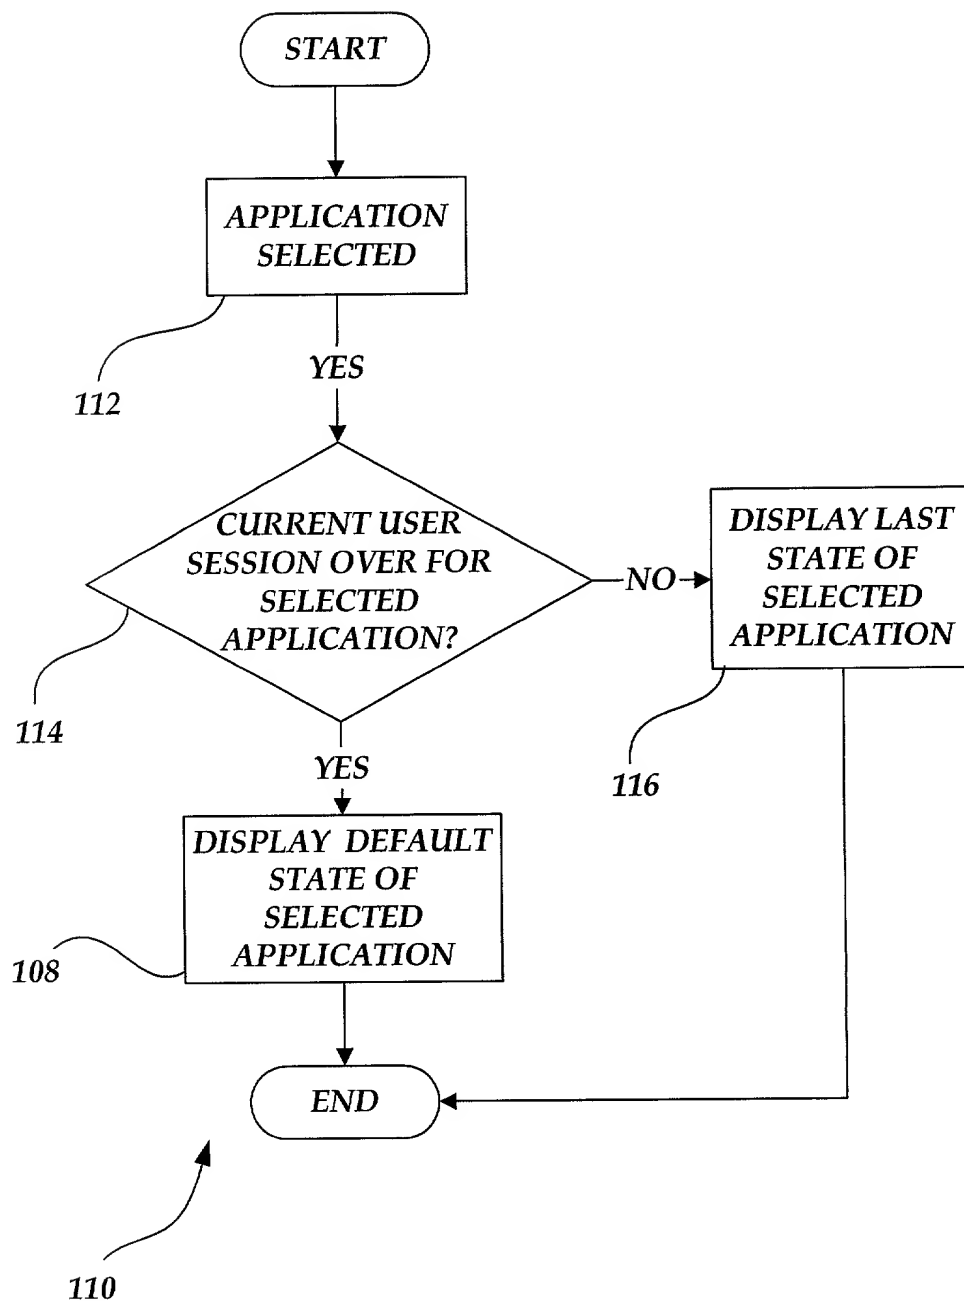 START
APPLICATION
SELECTED
112
YES
CURRENT USER
SESSION OVER FOR
SELECTED
APPLICATION?
114
NO
DISPLAY LAST
STATE OF
SELECTED
APPLICATION
116
YES
DISPLAY DEFAULT
STATE OF
SELECTED
APPLICATION
108
END
110